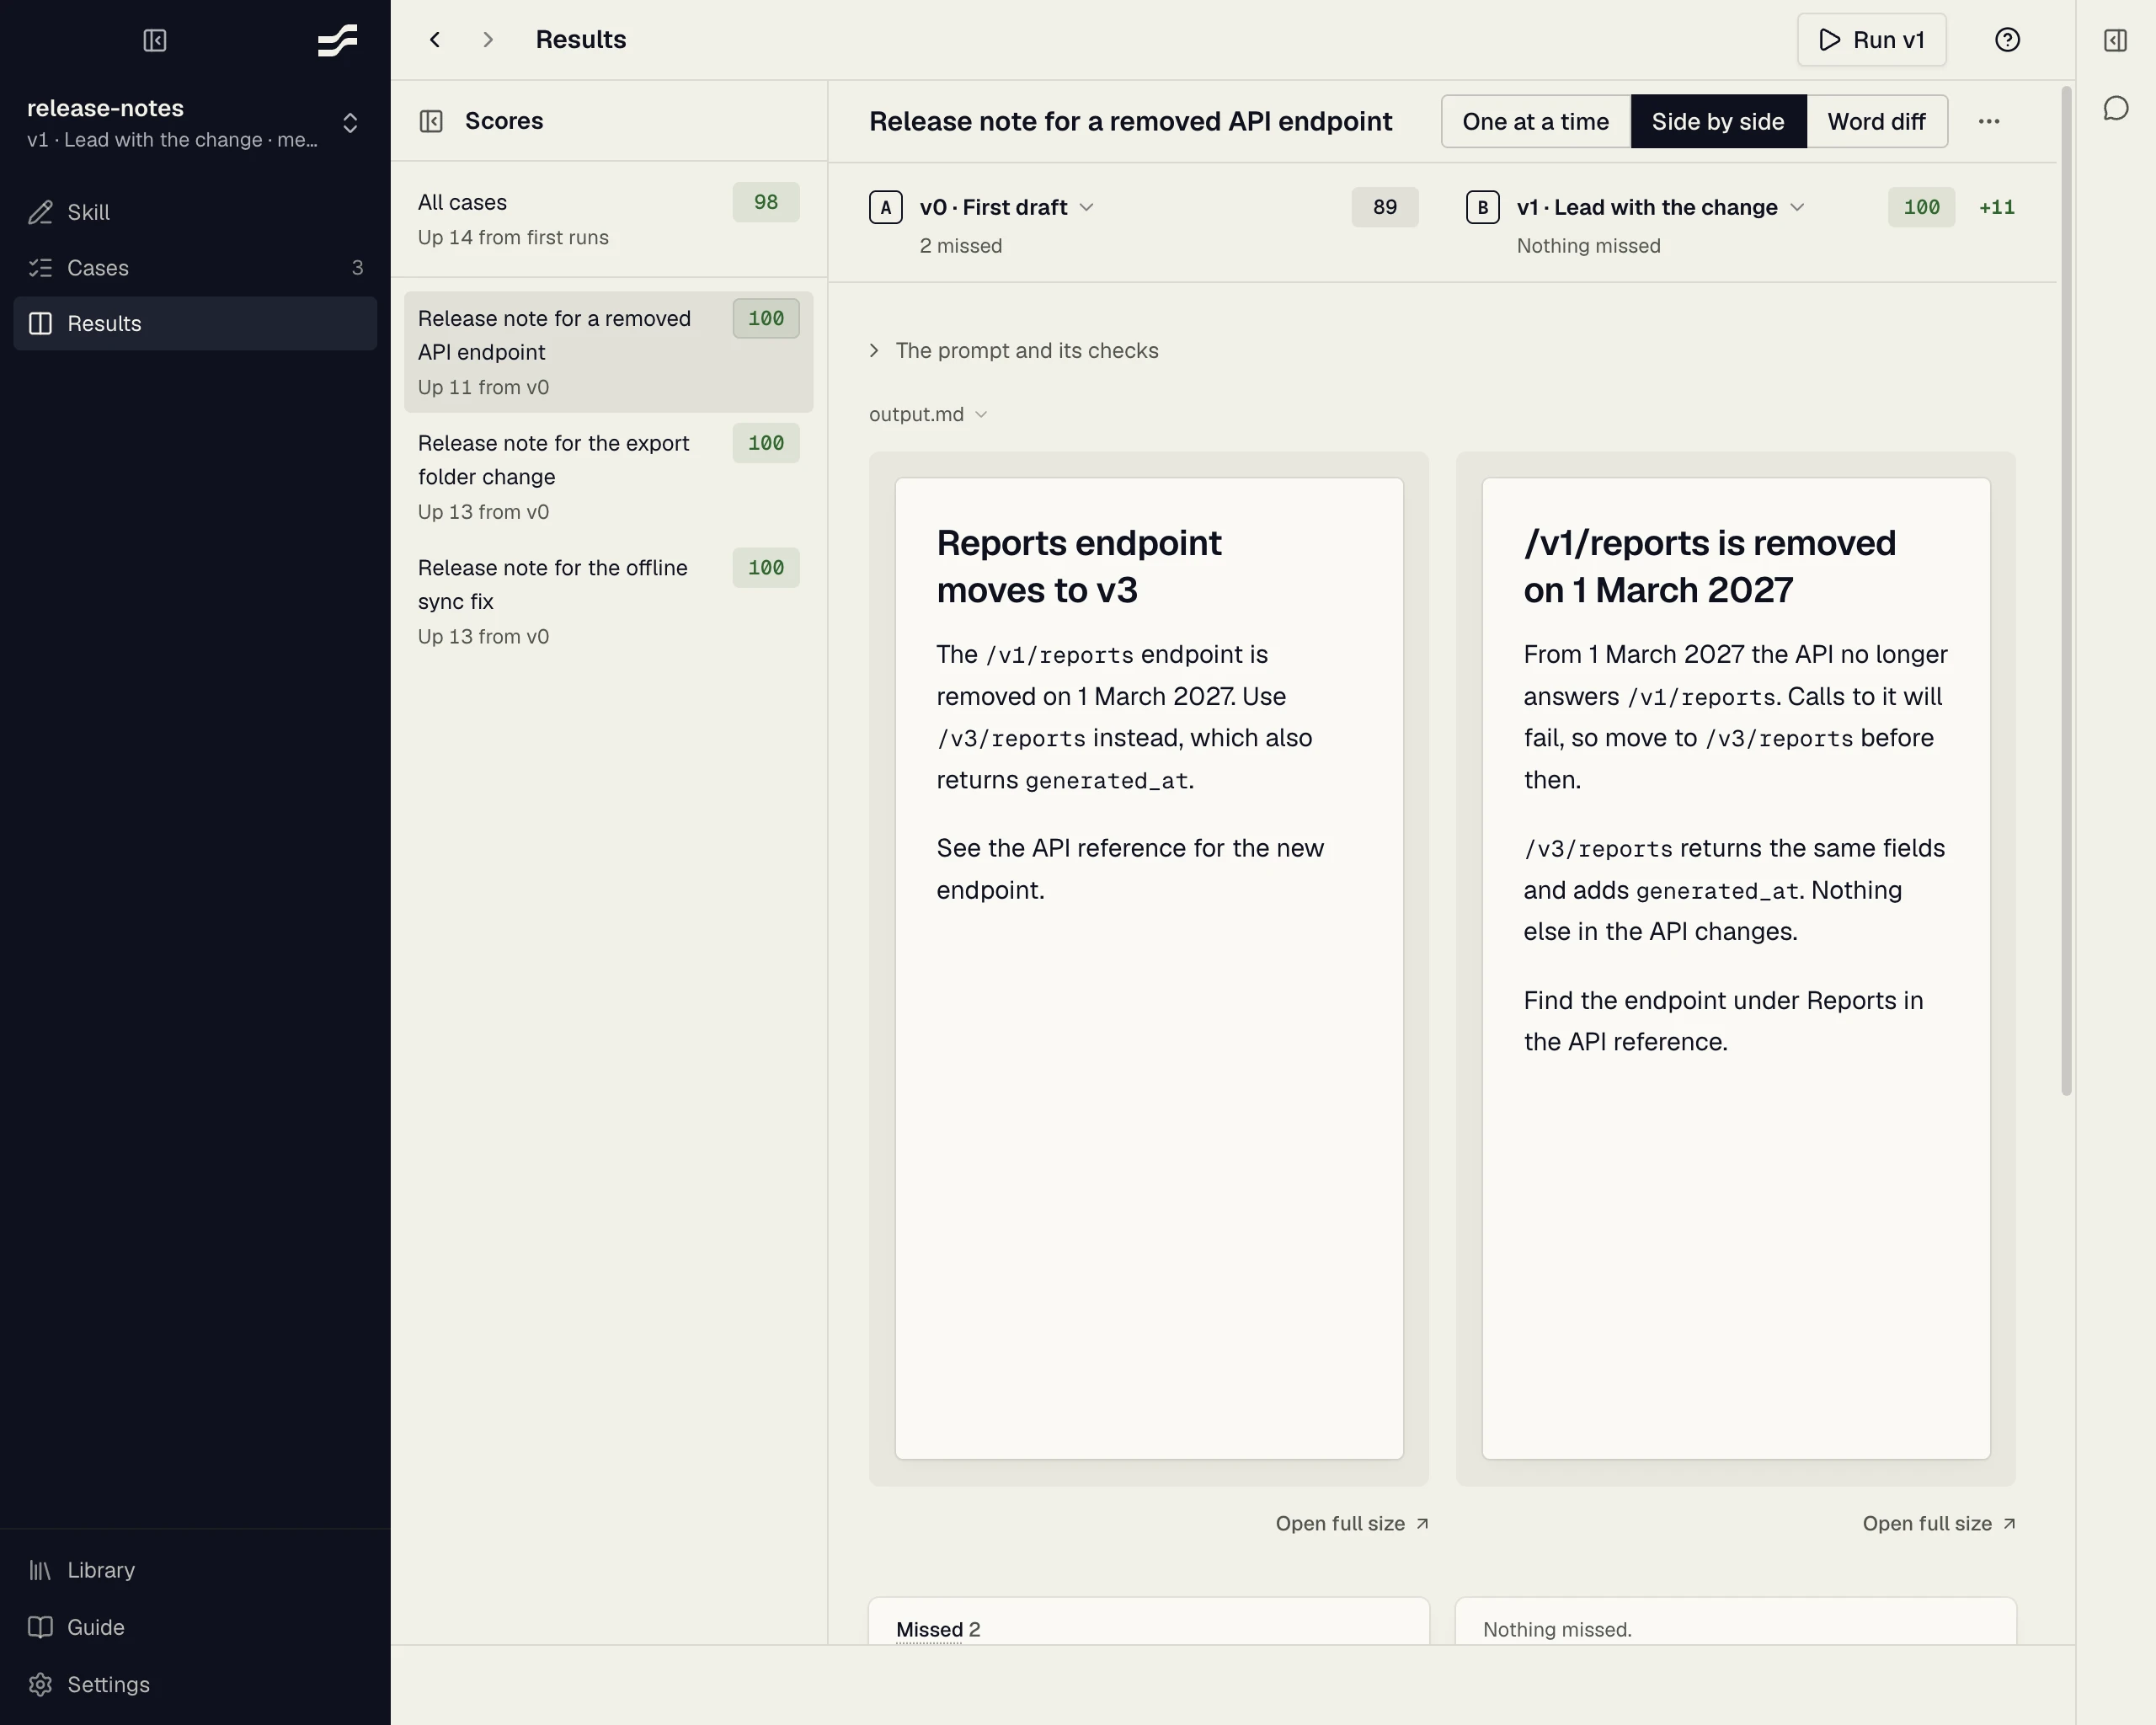 release-notes
v1 · Lead with the change · me...
Skill
Cases 3
Results
Library
Guide
Settings
Results
Run v1
Scores
All cases 98
Up 14 from first runs
Release note for a removed 100
API endpoint
Up 11 from v0
Release note for the export 100
folder change
Up 13 from v0
Release note for the offline 100
sync fix
Up 13 from v0
Release note for a removed API endpoint
One at a time Side by side Word diff
A v0 · First draft 89
2 missed
B v1 · Lead with the change 100 +11
Nothing missed
The prompt and its checks
output.md
Reports endpoint
moves to v3
The /v1/reports endpoint is
removed on 1 March 2027. Use
/v3/reports instead, which also
returns generated_at.
See the API reference for the new
endpoint.
Open full size
/v1/reports is removed
on 1 March 2027
From 1 March 2027 the API no longer
answers /v1/reports. Calls to it will
fail, so move to /v3/reports before
then.
/v3/reports returns the same fields
and adds generated_at. Nothing
else in the API changes.
Find the endpoint under Reports in
the API reference.
Open full size
Missed 2
Nothing missed.